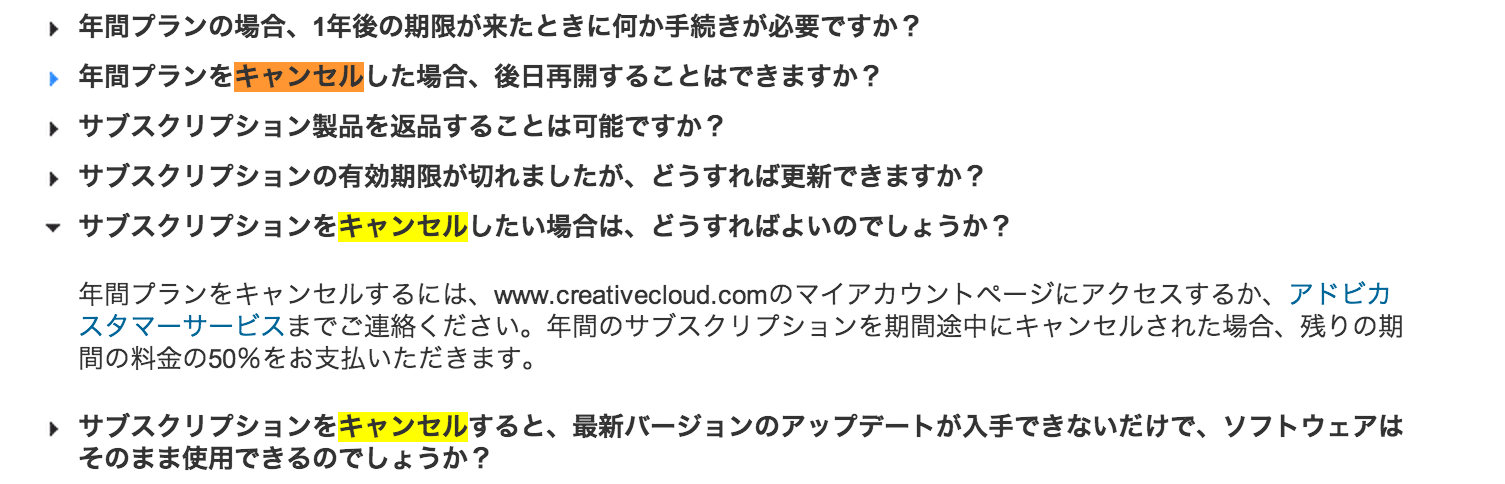 年間プランの場合、1年後の期限が来たときに何か手続きが必要ですか？
年間プランをキャンセルした場合、後日再開することはできますか？
サブスクリプション製品を返品することは可能ですか？
サブスクリプションの有効期限が切れましたが、どうすれば更新できますか？
サブスクリプションをキャンセルしたい場合は、どうすればよいのでしょうか？
年間プランをキャンセルするには、www.creativecloud.comのマイアカウントページにアクセスするか、アドビカ
スタマーサービスまでご連絡ください。年間のサブスクリプションを期間途中にキャンセルされた場合、残りの期
間の料金の50％をお支払いただきます。
サブスクリプションをキャンセルすると、最新バージョンのアップデートが入手できないだけで、ソフトウェアは
そのまま使用できるのでしょうか？